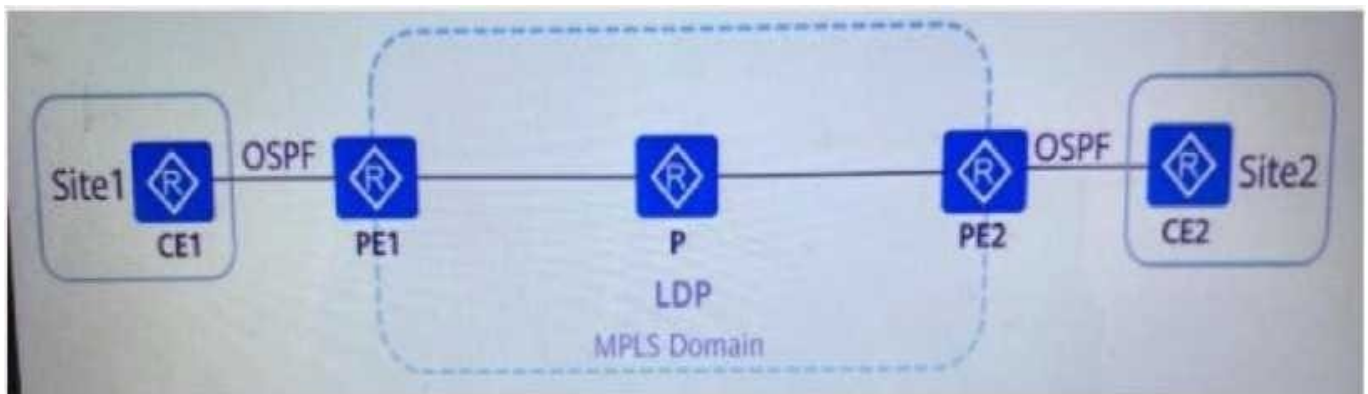 Site1
R
CE1
OSPF
R
PE1
R
P
LDP
MPLS Domain
R
PE2
OSPF
R
CE2
Site2